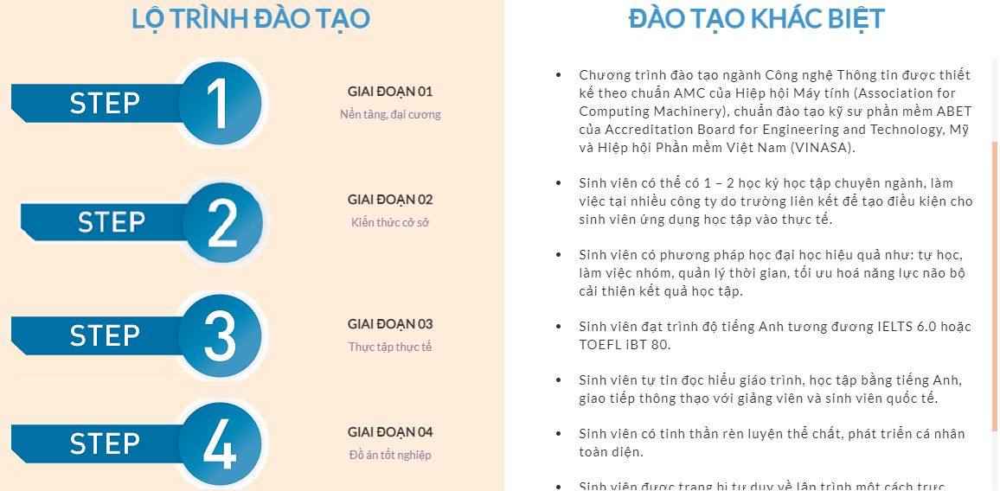 LỘ TRÌNH ĐÀO TẠO
STEP 1
GIAI ĐOẠN 01
Nền tảng, đại cương
STEP 2
GIAI ĐOẠN 02
Kiến thức cở sở
STEP 3
GIAI ĐOẠN 03
Thực tập thực tế
STEP 4
GIAI ĐOẠN 04
Đồ án tốt nghiệp
ĐÀO TẠO KHÁC BIỆT
Chương trình đào tạo ngành Công nghệ Thông tin được thiết
kế theo chuẩn AMC của Hiệp hội Máy tính (Association for
Computing Machinery), chuẩn đào tạo kỹ sư phần mềm ABET
của Accreditation Board for Engineering and Technology, Mỹ
và Hiệp hội Phần mềm Việt Nam (VINASA).
Sinh viên có thể có 1 – 2 học kỳ học tập chuyên ngành, làm
việc tại nhiều công ty do trường liên kết để tạo điều kiện cho
sinh viên ứng dụng học tập vào thực tế.
Sinh viên có phương pháp học đại học hiệu quả như: tự học,
làm việc nhóm, quản lý thời gian, tối ưu hoá năng lực não bộ
cải thiện kết quả học tập.
Sinh viên đạt trình độ tiếng Anh tương đương IELTS 6.0 hoặc
TOEFL iBT 80.
Sinh viên tự tin đọc hiểu giáo trình, học tập bằng tiếng Anh,
giao tiếp thông thạo với giảng viên và sinh viên quốc tế.
Sinh viên có tinh thần rèn luyện thể chất, phát triển cá nhân
toàn diện.
Sinh viên được trang bị tư duy về lập trình một cách trực